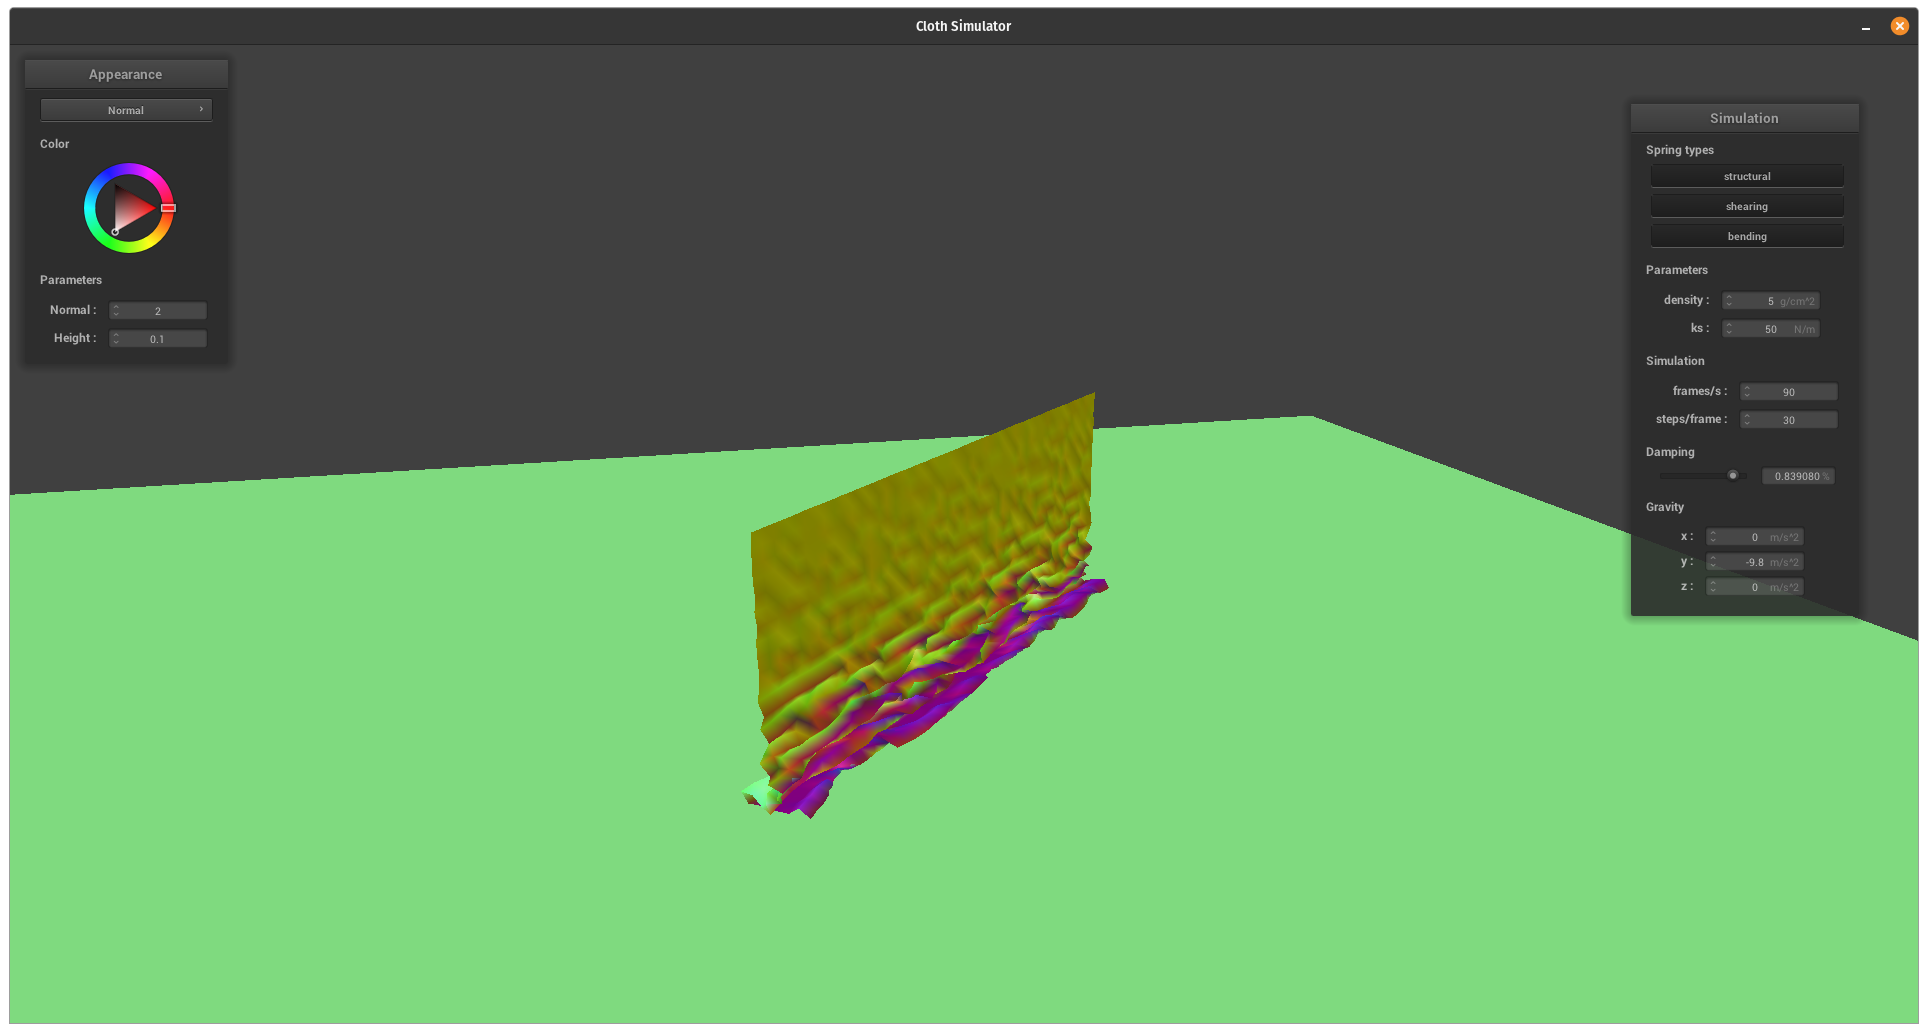 Cloth Simulator
Appearance
Normal
Color
Parameters
Normal : 2
Height : 0.1
Simulation
Spring types
structural
shearing
bending
Parameters
density : 5 g/cm^2
ks : 50 N/m
Simulation
frames/s : 90
steps/frame : 30
Damping
0.839080 %
Gravity
x : 0 m/s^2
y : -9.8 m/s^2
z : 0 m/s^2